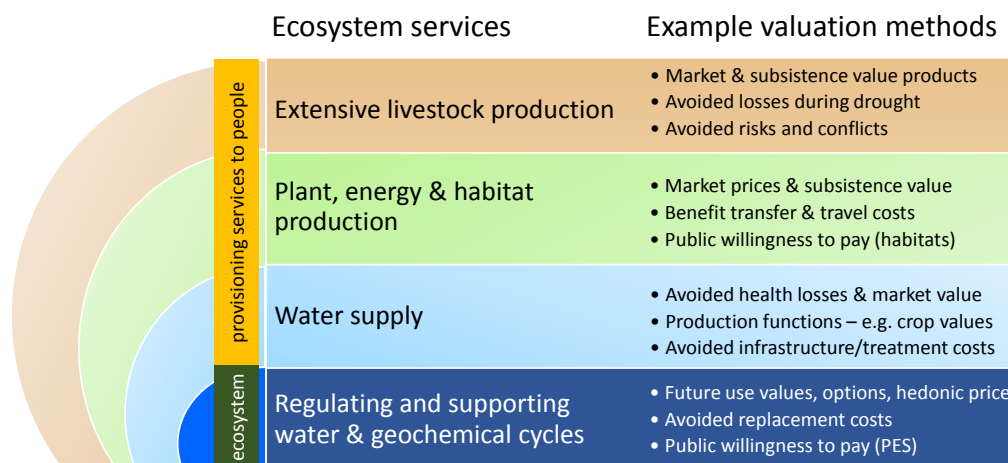 Ecosystem services
Example valuation methods
provisioning services to people
Extensive livestock production
• Market & subsistence value products
• Avoided losses during drought
• Avoided risks and conflicts
Plant, energy & habitat
production
• Market prices & subsistence value
• Benefit transfer & travel costs
• Public willingness to pay (habitats)
Water supply
• Avoided health losses & market value
• Production functions – e.g. crop values
• Avoided infrastructure/treatment costs
ecosystem
Regulating and supporting
water & geochemical cycles
• Future use values, options, hedonic price
• Avoided replacement costs
• Public willingness to pay (PES)